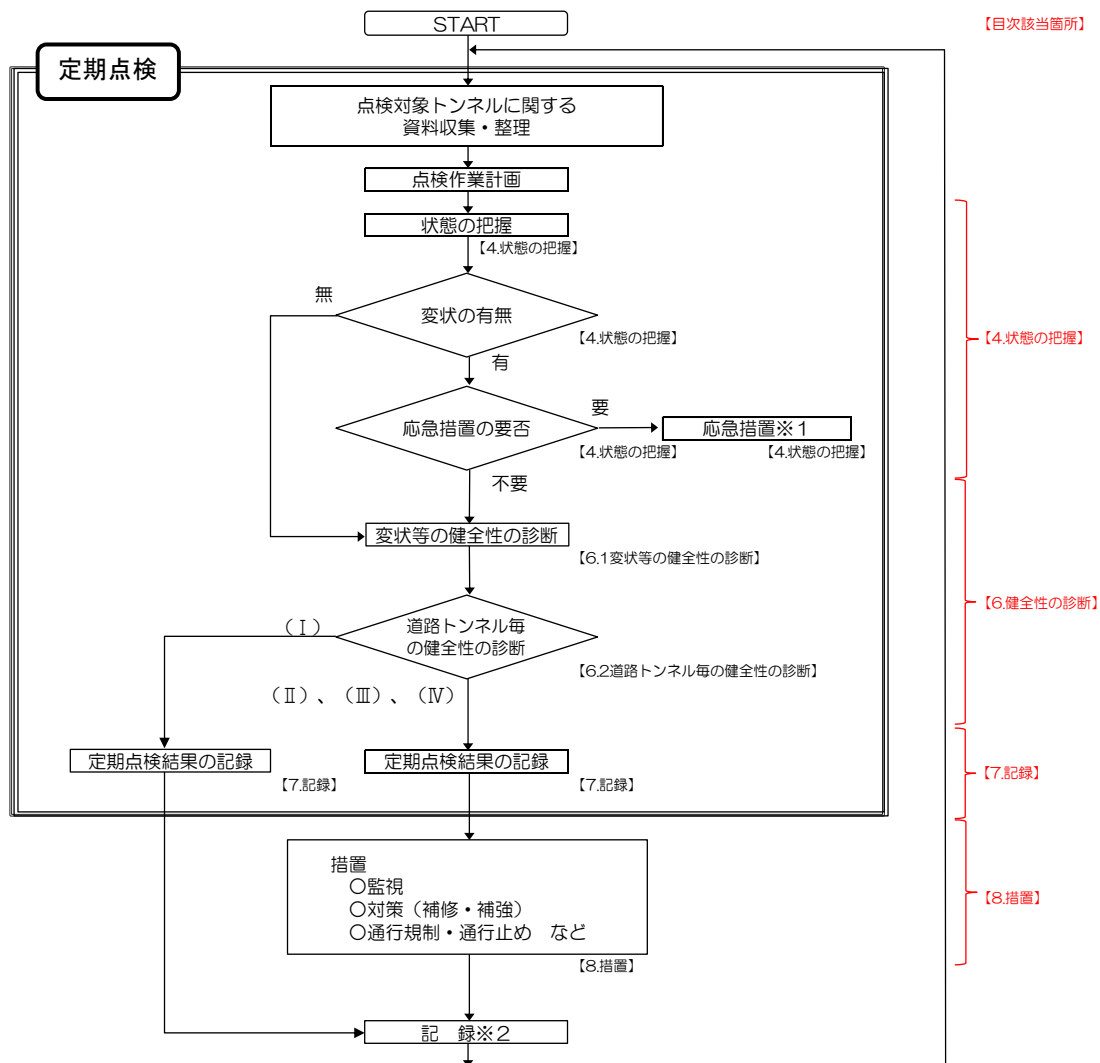 START
【目次該当箇所】
定期点検
点検対象トンネルに関する
資料収集・整理
点検作業計画
状態の把握
【4.状態の把握】
無
変状の有無
【4.状態の把握】
【4.状態の把握】
有
応急措置の要否
要
応急措置※1
【4.状態の把握】
【4.状態の把握】
不要
変状等の健全性の診断
【6.1変状等の健全性の診断】
【6.健全性の診断】
（Ⅰ）
道路トンネル毎
の健全性の診断
【6.2道路トンネル毎の健全性の診断】
（Ⅱ）、（Ⅲ）、（Ⅳ）
定期点検結果の記録
【7.記録】
定期点検結果の記録
【7.記録】
【7.記録】
措置
○監視
○対策（補修・補強）
○通行規制・通行止め　など
【8.措置】
【8.措置】
記　録※2